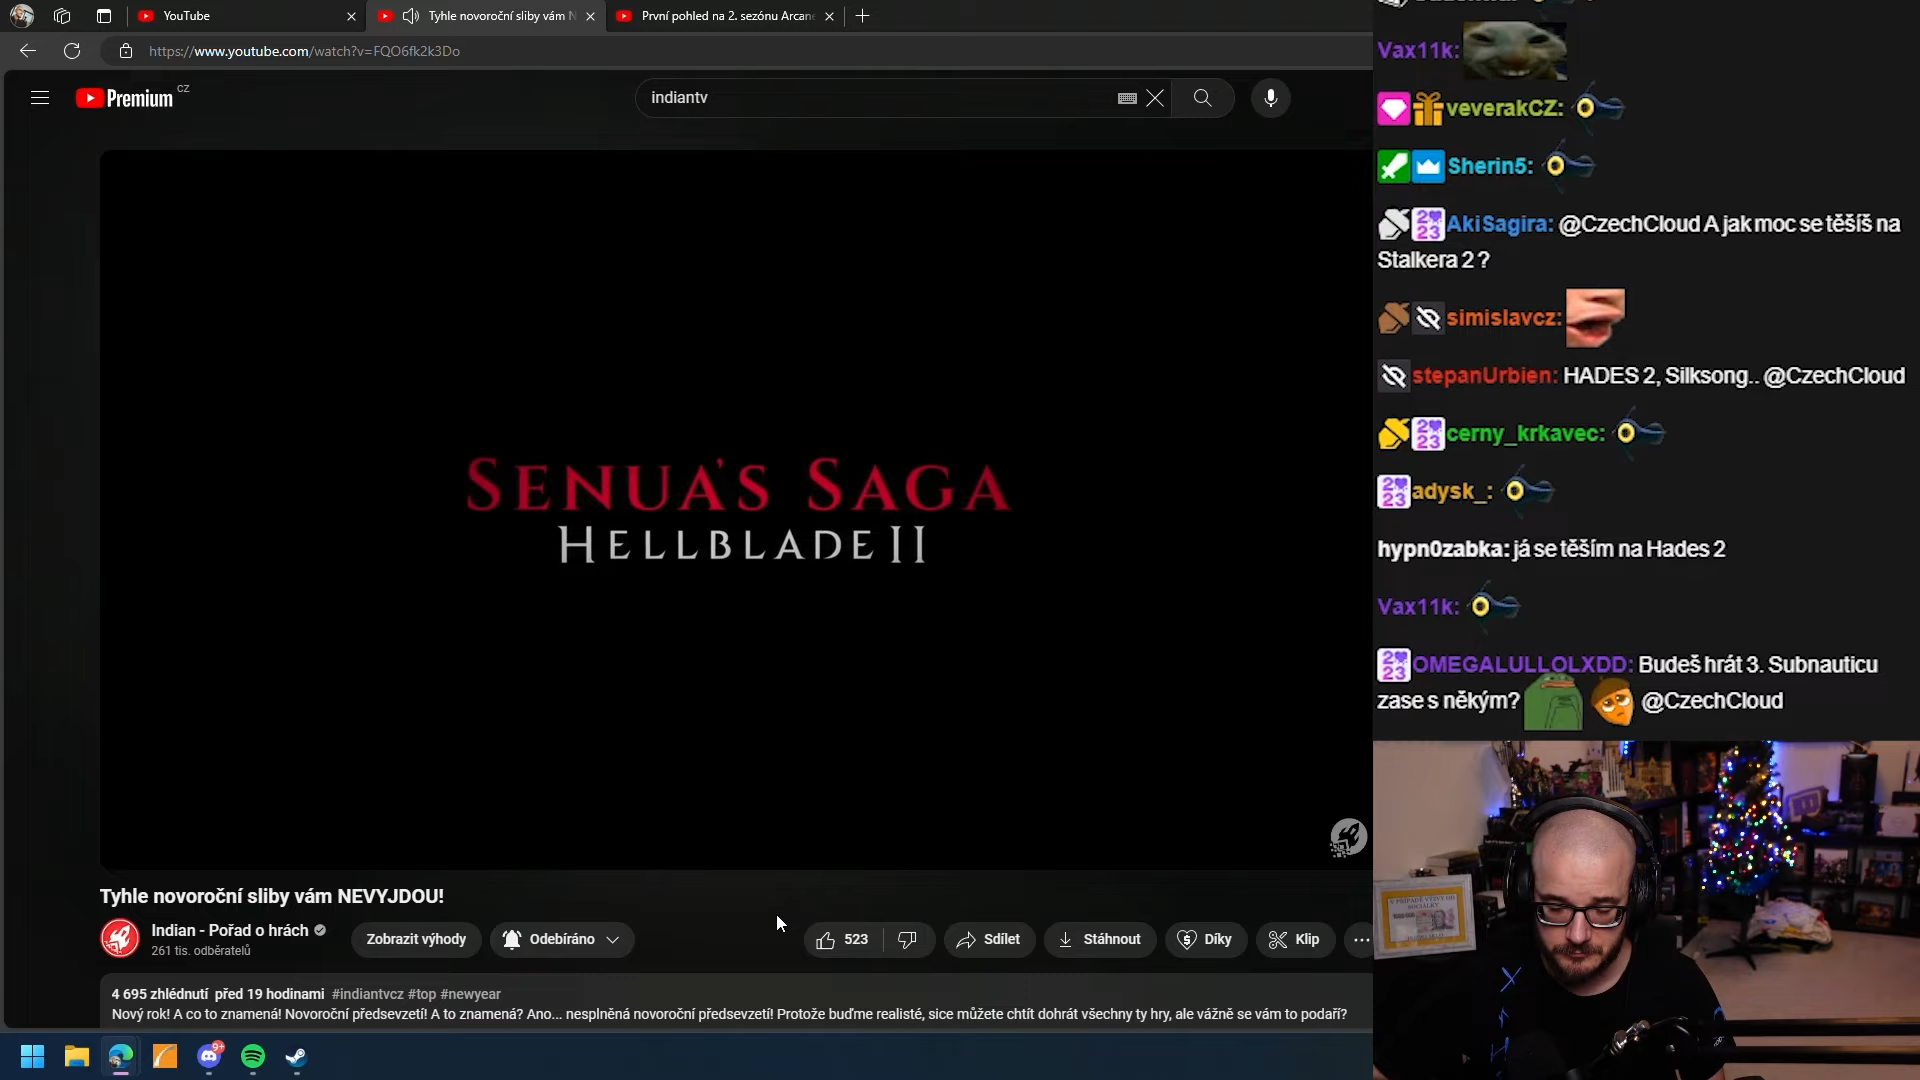 YouTube
Tyhle novoroční sliby vám N
První pohled na 2. sezónu Arcane
https://www.youtube.com/watch?v=FQO6fk2k3Do
Premium CZ
indiantv
SENUA'S SAGA
HELLBLADE II
Tyhle novoroční sliby vám NEVYJDOU!
Indian - Pořad o hrách
261 tis. odběratelů
Zobrazit výhody
Odebíráno
523
Sdílet
Stáhnout
Díky
Klip
4 695 zhlédnutí před 19 hodinami #indiantvcz #top #newyear
Nový rok! A co to znamená! Novoroční předsevzetí! A to znamená? Ano... nesplněná novoroční předsevzetí! Protože buďme realisté, sice můžete chtít dohrát všechny ty hry, ale vážně se vám to podaří?
9+
Vax11k:
veverakCZ:
Sherin5:
2023 AkiSagira: @CzechCloud A jak moc se těšíš na
Stalkera 2 ?
simislavcz:
stepanUrbien: HADES 2, Silksong.. @CzechCloud
2023 cerny_krkavec:
2023 adysk_:
hypn0zabka: já se těším na Hades 2
Vax11k:
2023 OMEGALULLOLXDD: Budeš hrát 3. Subnauticu
zase s někým? @CzechCloud